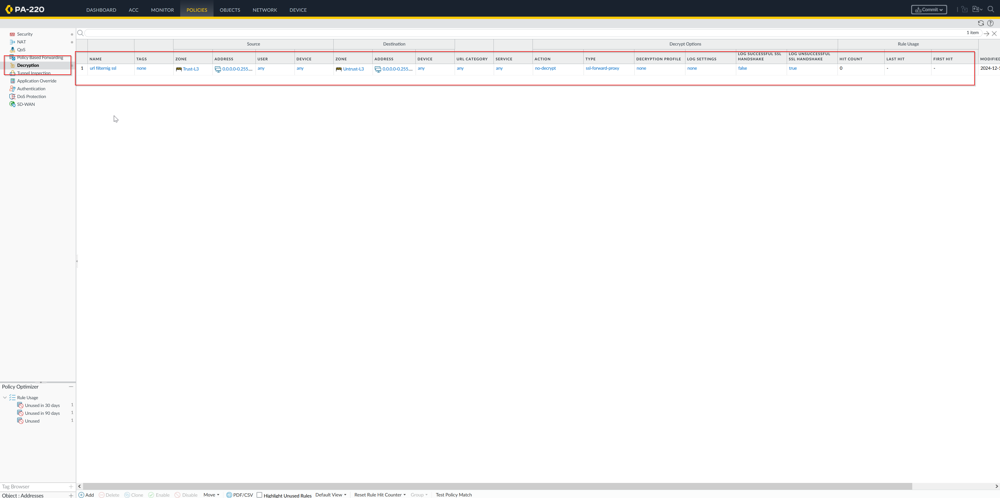 PA-220
DASHBOARD ACC MONITOR POLICIES OBJECTS NETWORK DEVICE Commit
Security
NAT
QoS
Policy Based Forwarding
Decryption
Tunnel Inspection
Application Override
Authentication
DoS Protection
SD-WAN
1 item
Source Destination Decrypt Options Rule Usage
NAME TAGS ZONE ADDRESS USER DEVICE ZONE ADDRESS DEVICE URL CATEGORY SERVICE ACTION TYPE DECRYPTION PROFILE LOG SETTINGS LOG SUCCESSFUL SSL HANDSHAKE LOG UNSUCCESSFUL SSL HANDSHAKE HIT COUNT LAST HIT FIRST HIT MODIFIED
1 url filternig ssl none Trust-L3 0.0.0.0-0.255.... any any Untrust-L3 0.0.0.0-0.255.... any any any no-decrypt ssl-forward-proxy none none false true 0 - - 2024-12-1
Policy Optimizer
Rule Usage
Unused in 30 days 1
Unused in 90 days 1
Unused 1
Tag Browser
Object : Addresses
Add Delete Clone Enable Disable Move PDF/CSV Highlight Unused Rules Default View Reset Rule Hit Counter Group Test Policy Match